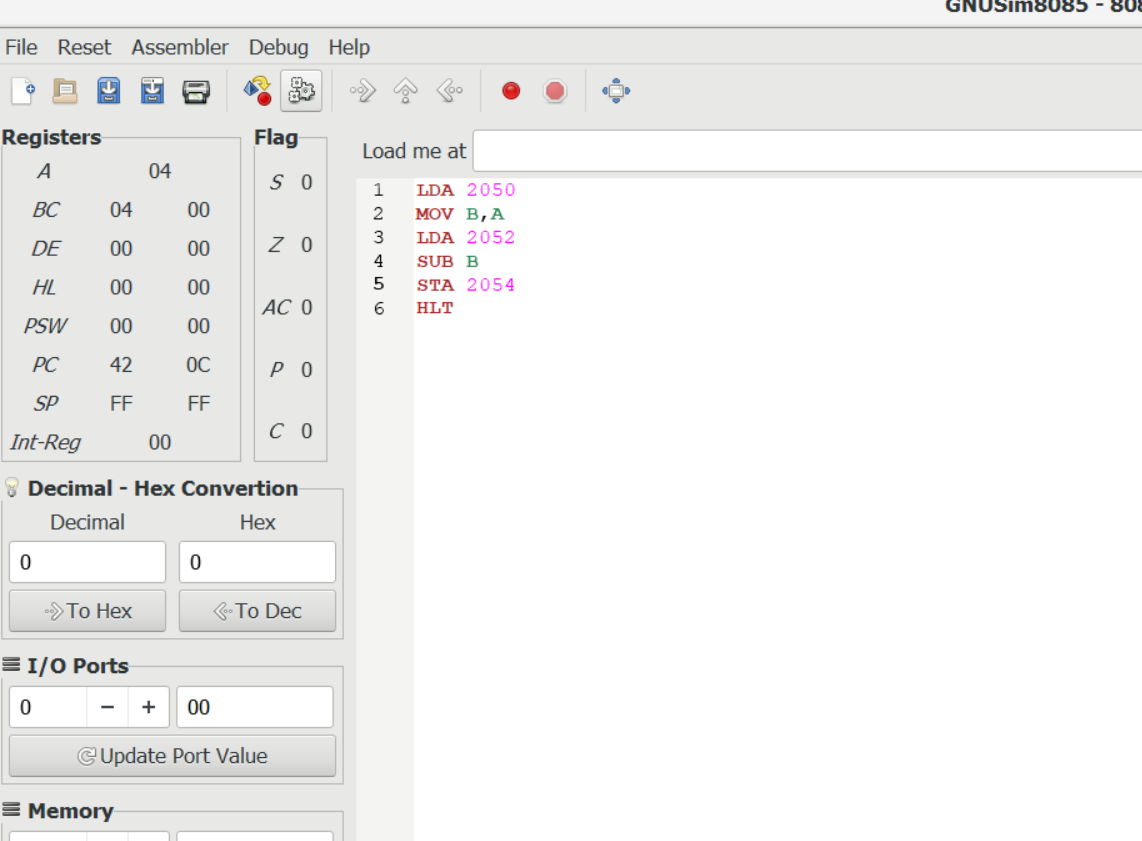 GNUSim8085 - 808
File Reset Assembler Debug Help
Registers
A 04
BC 04 00
DE 00 00
HL 00 00
PSW 00 00
PC 42 0C
SP FF FF
Int-Reg 00
Flag
S 0
Z 0
AC 0
P 0
C 0
Decimal - Hex Convertion
Decimal Hex
0 0
To Hex To Dec
I/O Ports
0 - + 00
Update Port Value
Memory
Load me at
1 LDA 2050
2 MOV B,A
3 LDA 2052
4 SUB B
5 STA 2054
6 HLT